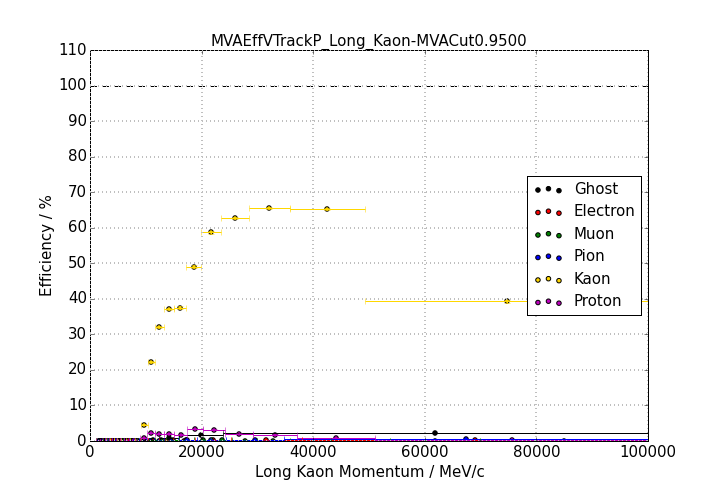 MVAEffVTrackP_Long_Kaon-MVACut0.9500
110
100
90
80
70
60
50
40
30
20
10
0
Efficiency / %
Ghost
Electron
Muon
Pion
Kaon
Proton
0 20000 40000 60000 80000 100000
Long Kaon Momentum / MeV/c